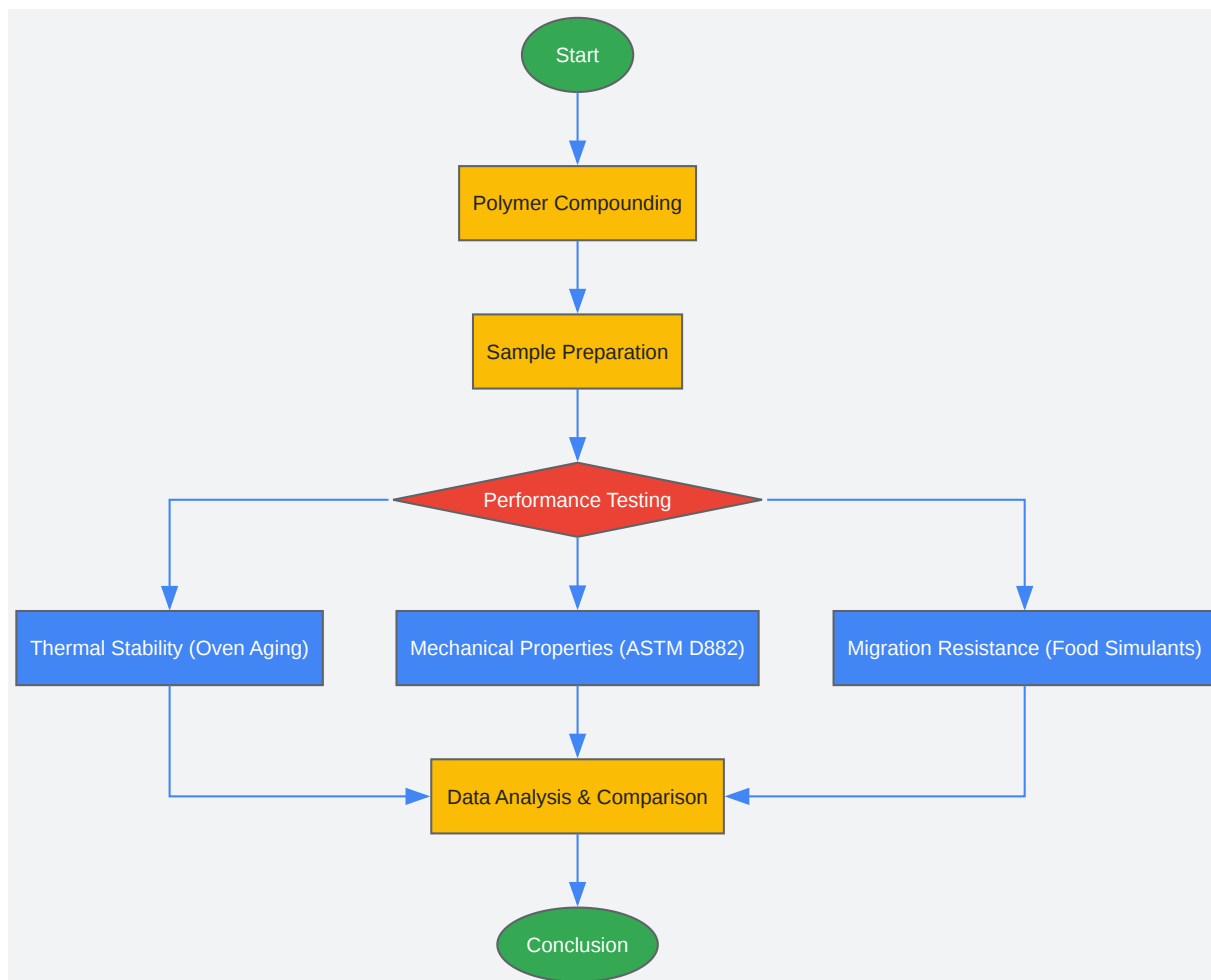 Start
Polymer Compounding
Sample Preparation
Performance Testing
Thermal Stability (Oven Aging)
Mechanical Properties (ASTM D882)
Migration Resistance (Food Simulants)
Data Analysis & Comparison
Conclusion